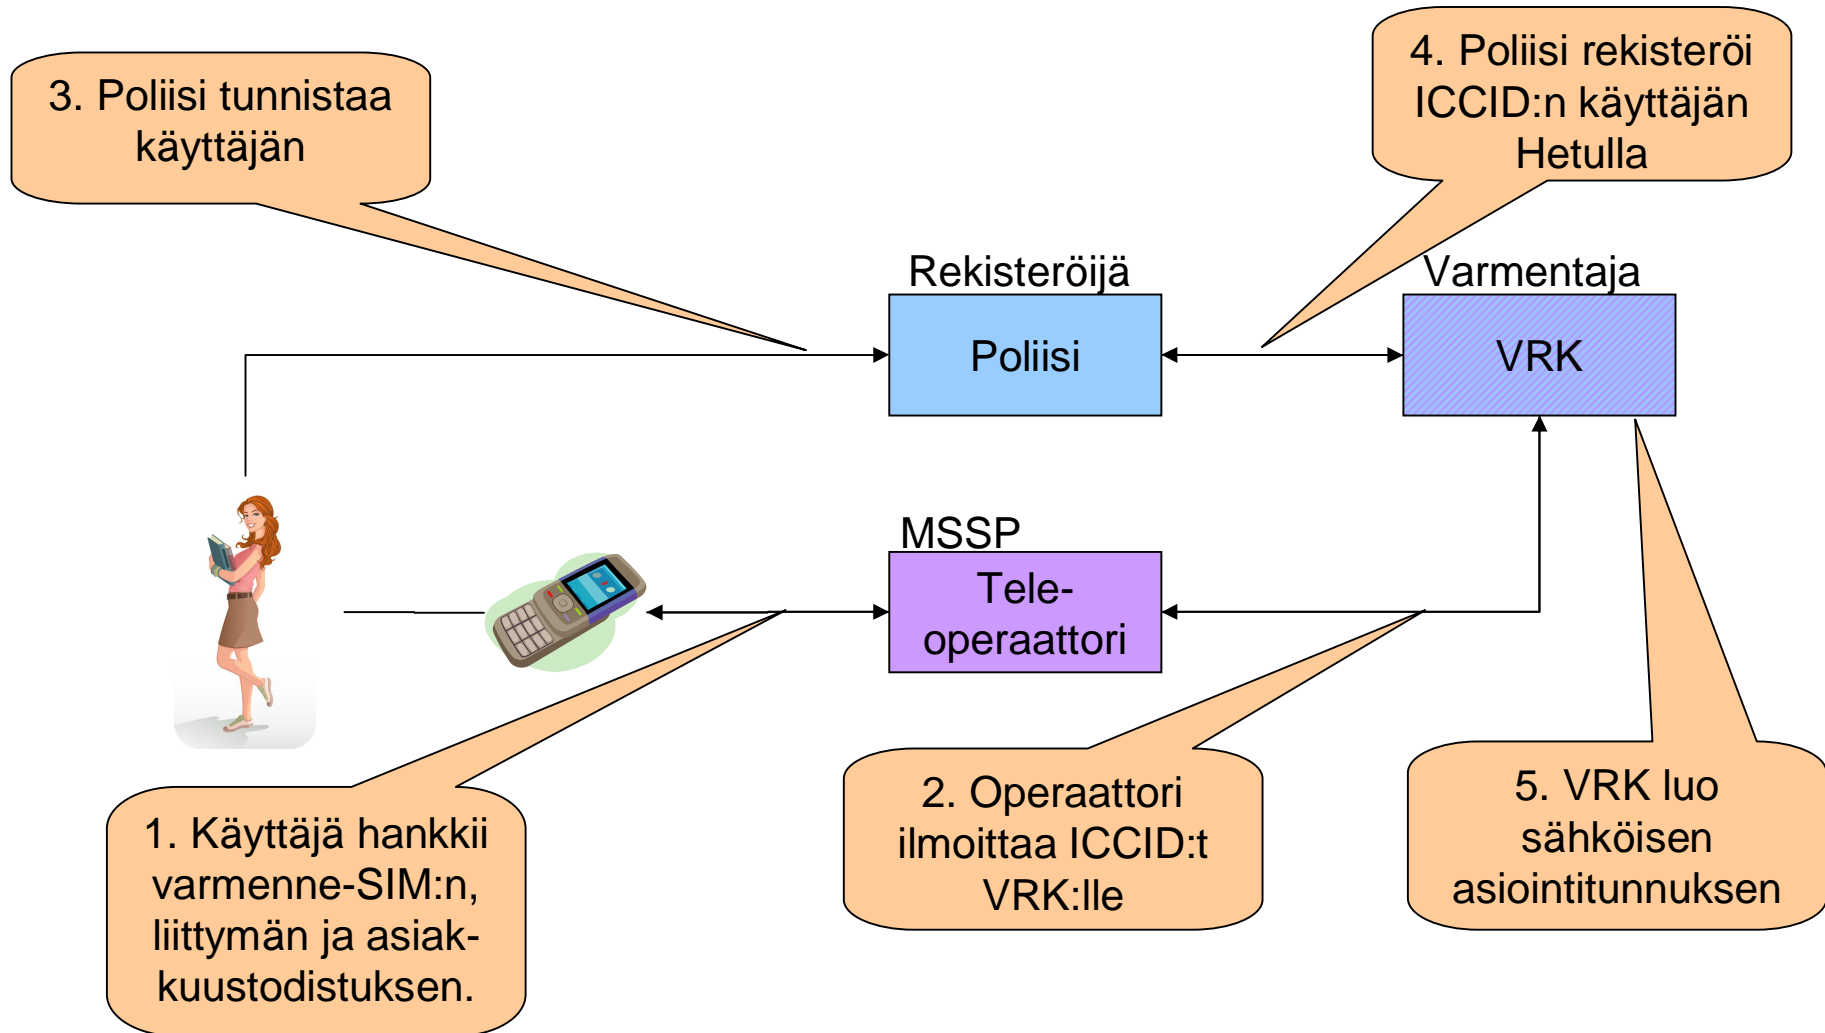 3. Poliisi tunnistaa
käyttäjän
4. Poliisi rekisteröi
ICCID:n käyttäjän
Hetulla
Rekisteröijä
Poliisi
Varmentaja
VRK
MSSP
Tele-
operaattori
1. Käyttäjä hankkii
varmenne-SIM:n,
liittymän ja asiak-
kuustodistuksen.
2. Operaattori
ilmoittaa ICCID:t
VRK:lle
5. VRK luo
sähköisen
asiointitunnuksen